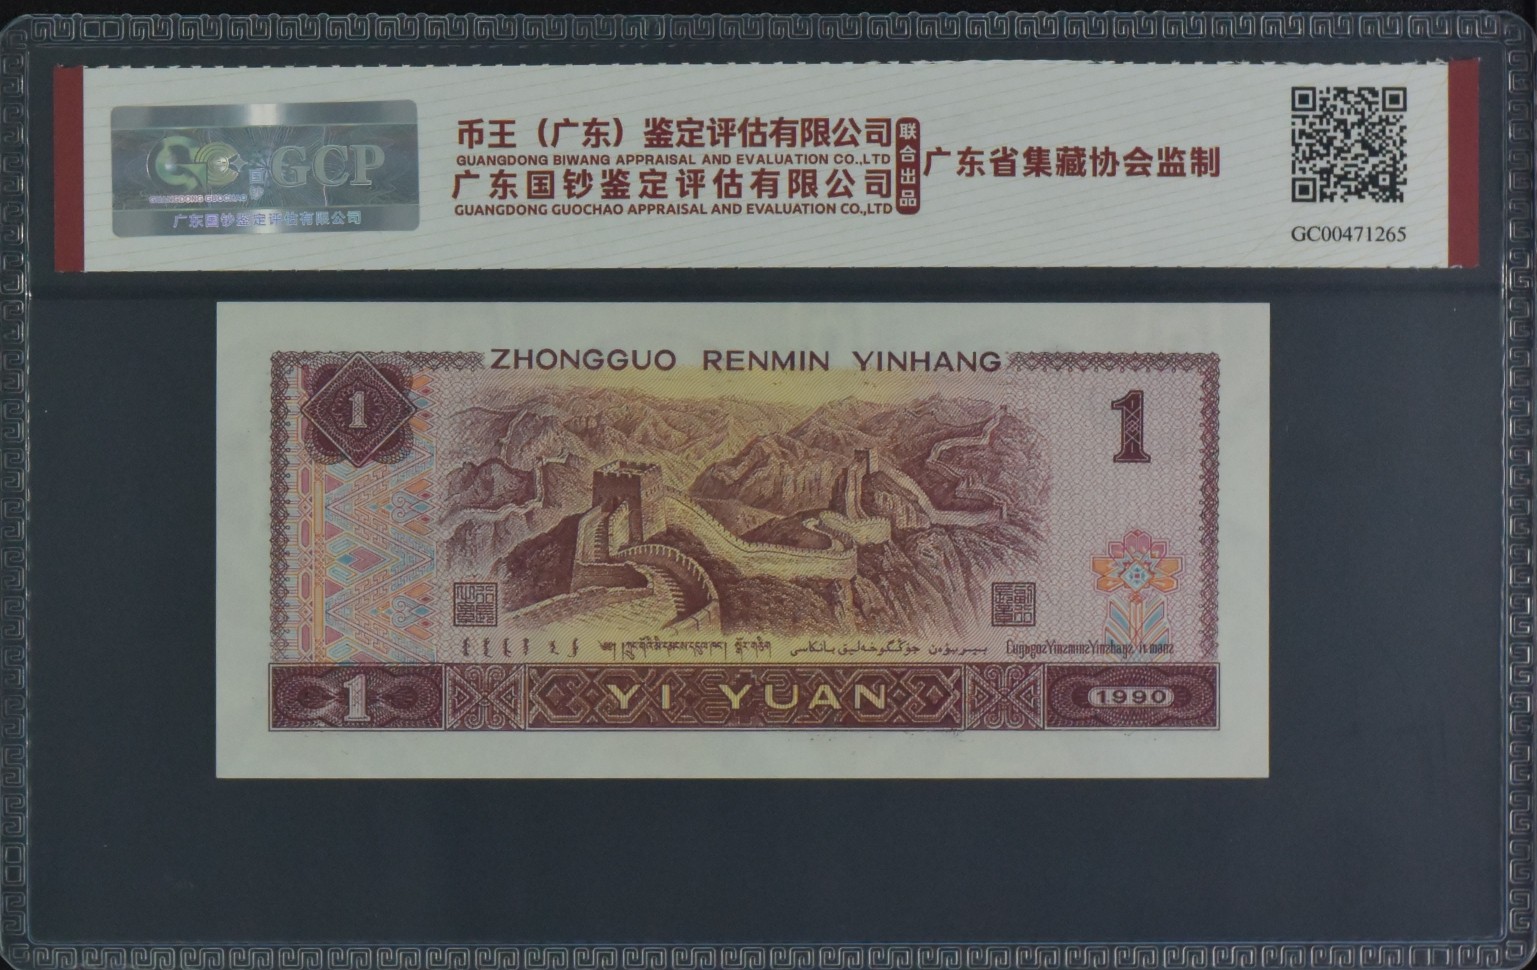 GCP
GUANGDONG GUOCHAO
广东国钞鉴定评估有限公司
币王（广东）鉴定评估有限公司
GUANGDONG BIWANG APPRAISAL AND EVALUATION CO.,LTD
广东国钞鉴定评估有限公司
GUANGDONG GUOCHAO APPRAISAL AND EVALUATION CO.,LTD
联合出品
广东省集藏协会监制
GC00471265
ZHONGGUO RENMIN YINHANG
1
1
1
YI YUAN
1990